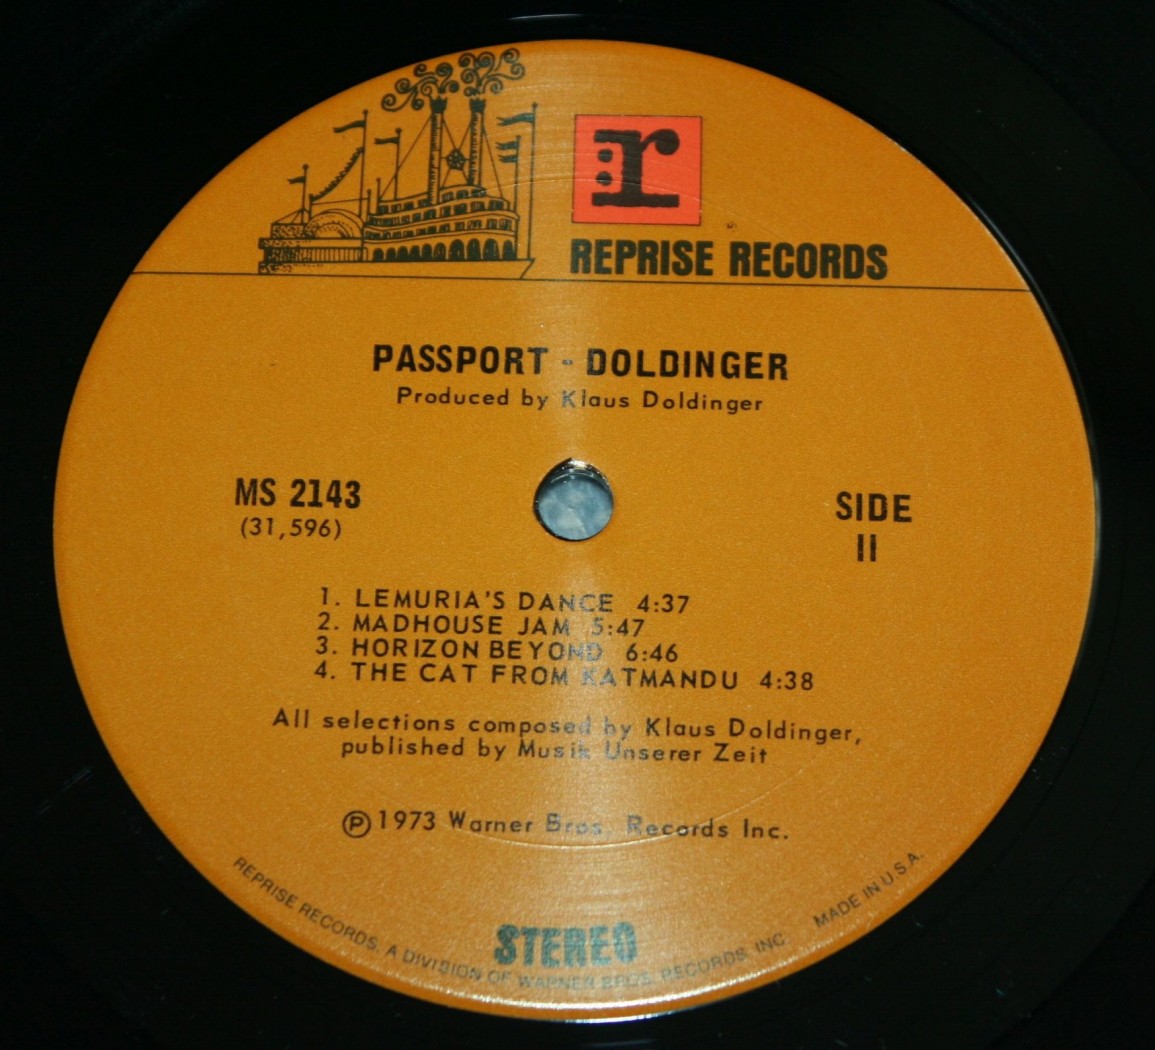 r
REPRISE RECORDS
PASSPORT - DOLDINGER
Produced by Klaus Doldinger
MS 2143
(31,596)
SIDE
II
1. LEMURIA'S DANCE 4:37
2. MADHOUSE JAM 5:47
3. HORIZON BEYOND 6:46
4. THE CAT FROM KATMANDU 4:38
All selections composed by Klaus Doldinger,
published by Musik Unserer Zeit
℗ 1973 Warner Bros. Records Inc.
STEREO
REPRISE RECORDS, A DIVISION OF WARNER BROS. RECORDS, INC. MADE IN U.S.A.